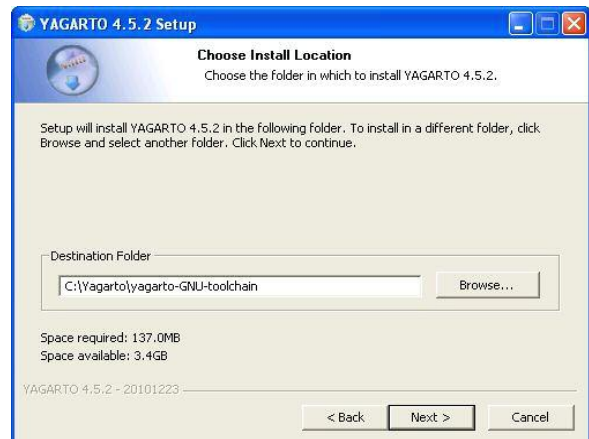 YAGARTO 4.5.2 Setup
Choose Install Location
Choose the folder in which to install YAGARTO 4.5.2.
Setup will install YAGARTO 4.5.2 in the following folder. To install in a different folder, click
Browse and select another folder. Click Next to continue.
Destination Folder
C:\Yagarto\yagarto-GNU-toolchain
Browse...
Space required: 137.0MB
Space available: 3.4GB
YAGARTO 4.5.2 - 20101223
< Back
Next >
Cancel